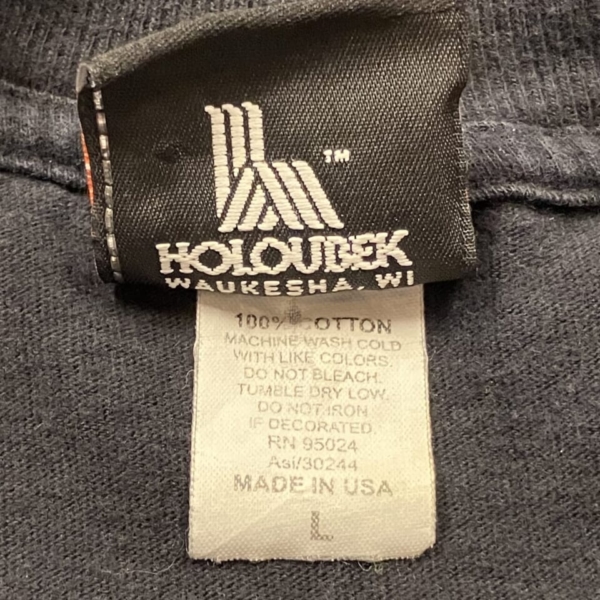 TM
HOLOUBEK
WAUKESHA, WI
100% COTTON
MACHINE WASH COLD
WITH LIKE COLORS.
DO NOT BLEACH.
TUMBLE DRY LOW.
DO NOT IRON
IF DECORATED.
RN 95024
Asi/30244
MADE IN USA
L